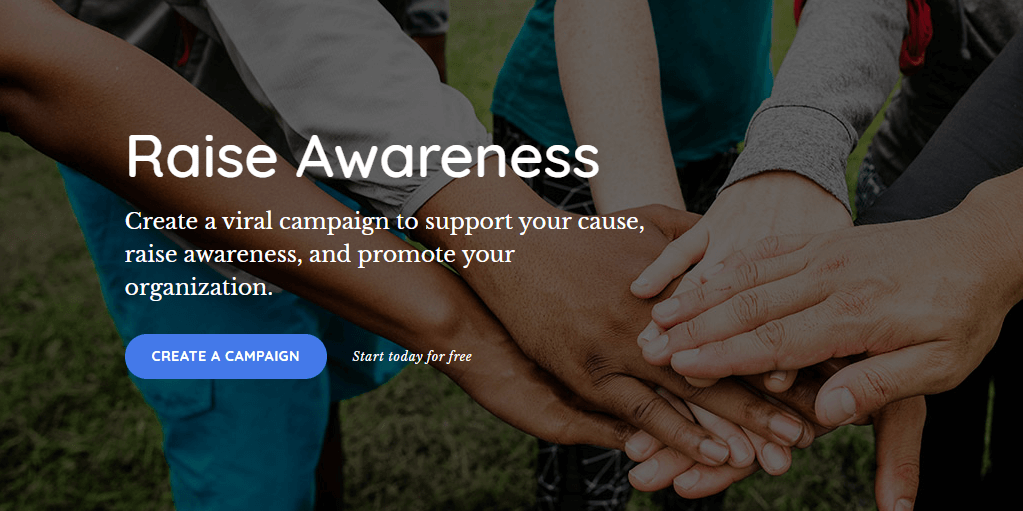 Raise Awareness
Create a viral campaign to support your cause,
raise awareness, and promote your
organization.
CREATE A CAMPAIGN Start today for free